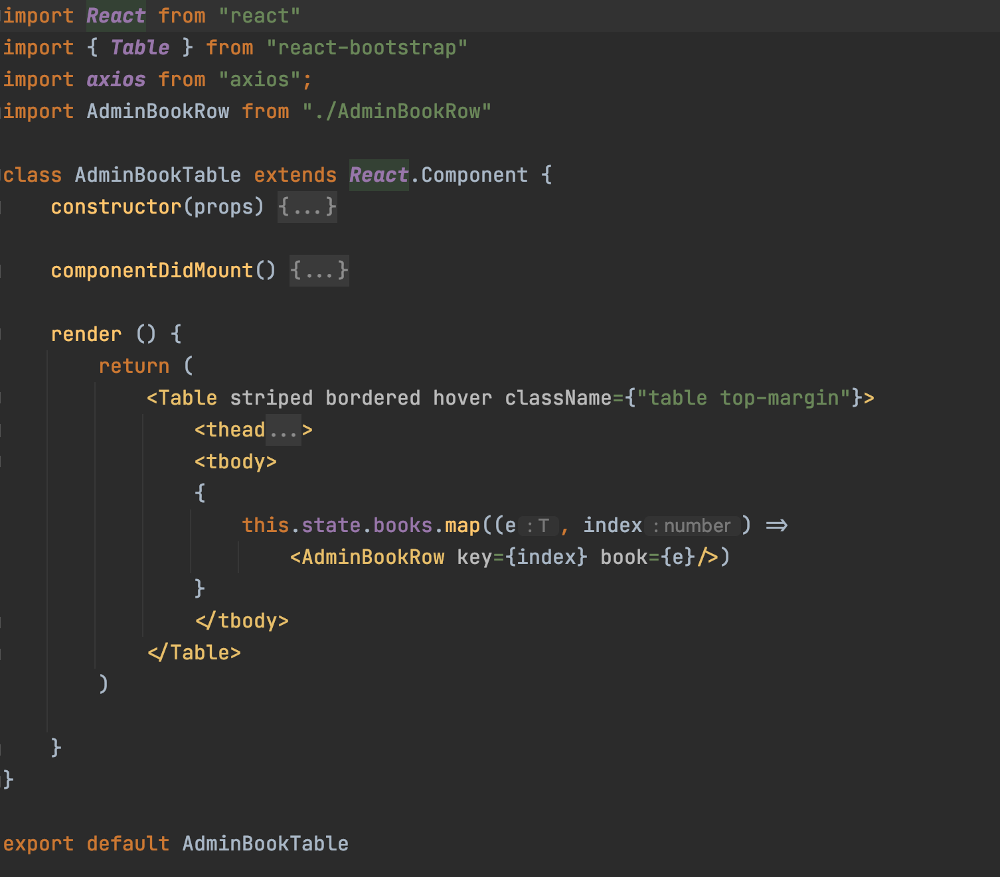 import React from "react"
import { Table } from "react-bootstrap"
import axios from "axios";
import AdminBookRow from "./AdminBookRow"
class AdminBookTable extends React.Component {
constructor(props) {...}
componentDidMount() {...}
render () {
return (
<Table striped bordered hover className={"table top-margin"}>
<thead...>
<tbody>
{
this.state.books.map((e : T , index : number ) =>
<AdminBookRow key={index} book={e}/>)
}
</tbody>
</Table>
)
}
}
export default AdminBookTable